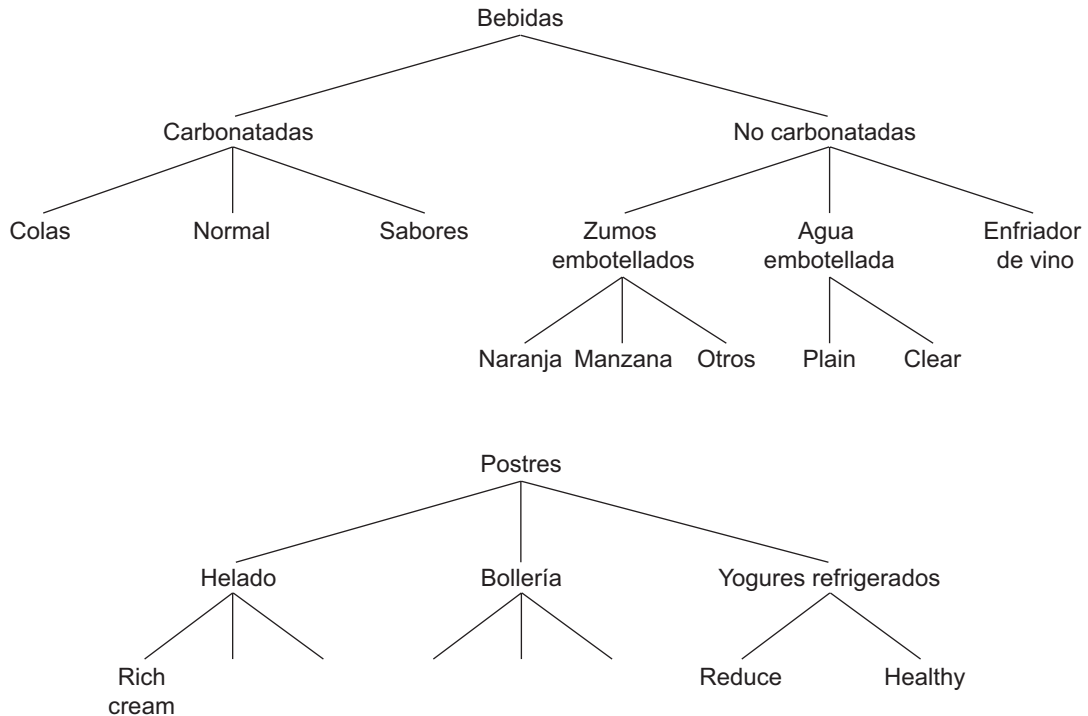 Bebidas
Carbonatadas No carbonatadas
Colas Normal Sabores Zumos embotellados Agua embotellada Enfriador de vino
Naranja Manzana Otros Plain Clear
Postres
Helado Bollería Yogures refrigerados
Rich cream Reduce Healthy